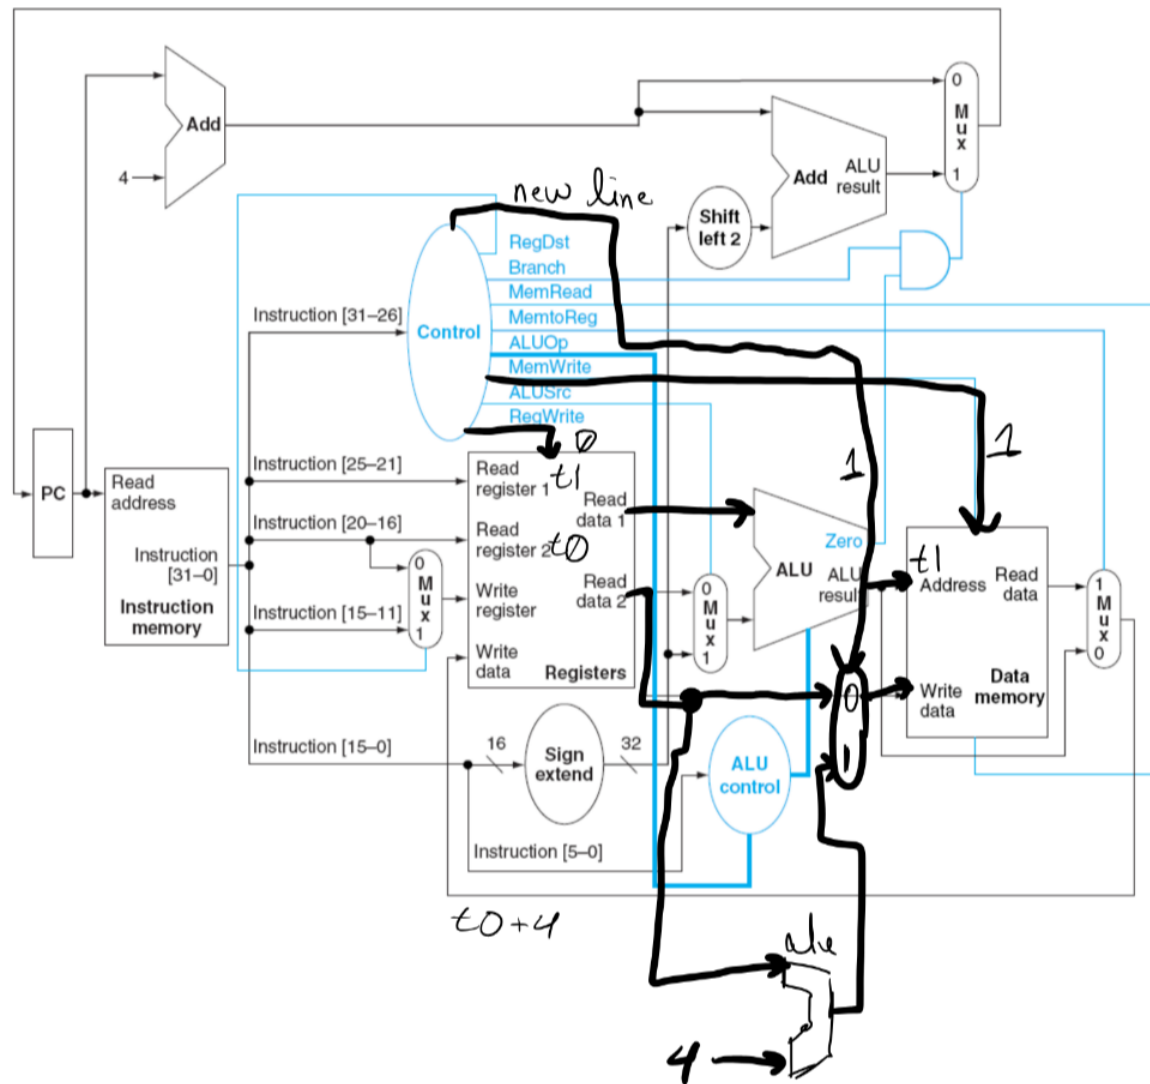 0
M
u
x
1
Add
4
Add
ALU
result
Shift
left 2
new line
RegDst
Branch
MemRead
MemtoReg
ALUOp
MemWrite
ALUSrc
RegWrite
Control
Instruction [31–26]
0
1
1
PC
Read
address
Instruction
[31–0]
Instruction
memory
Instruction [25–21]
Instruction [20–16]
Instruction [15–11]
0
M
u
x
1
Read
register 1 t1
Read
register 2 t0
Write
register
Write
data
Read
data 1
Read
data 2
Registers
0
M
u
x
1
Zero
ALU
ALU
result
t1
Address
Read
data
Write
data
Data
memory
1
M
u
x
0
0
1
Instruction [15–0]
16
Sign
extend
32
ALU
control
Instruction [5–0]
t0+4
alu
4